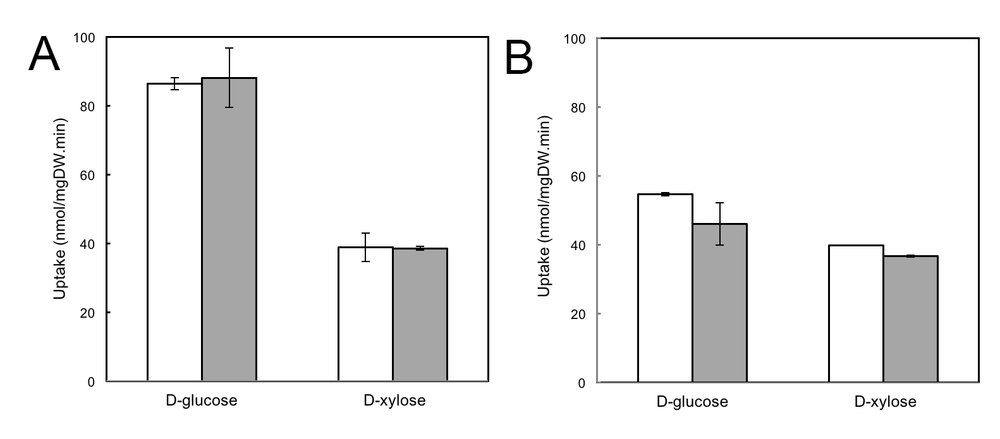 A
100
80
60
40
20
0
Uptake (nmol/mgDW.min)
D-glucose
D-xylose
B
100
80
60
40
20
0
Uptake (nmol/mgDW.min)
D-glucose
D-xylose